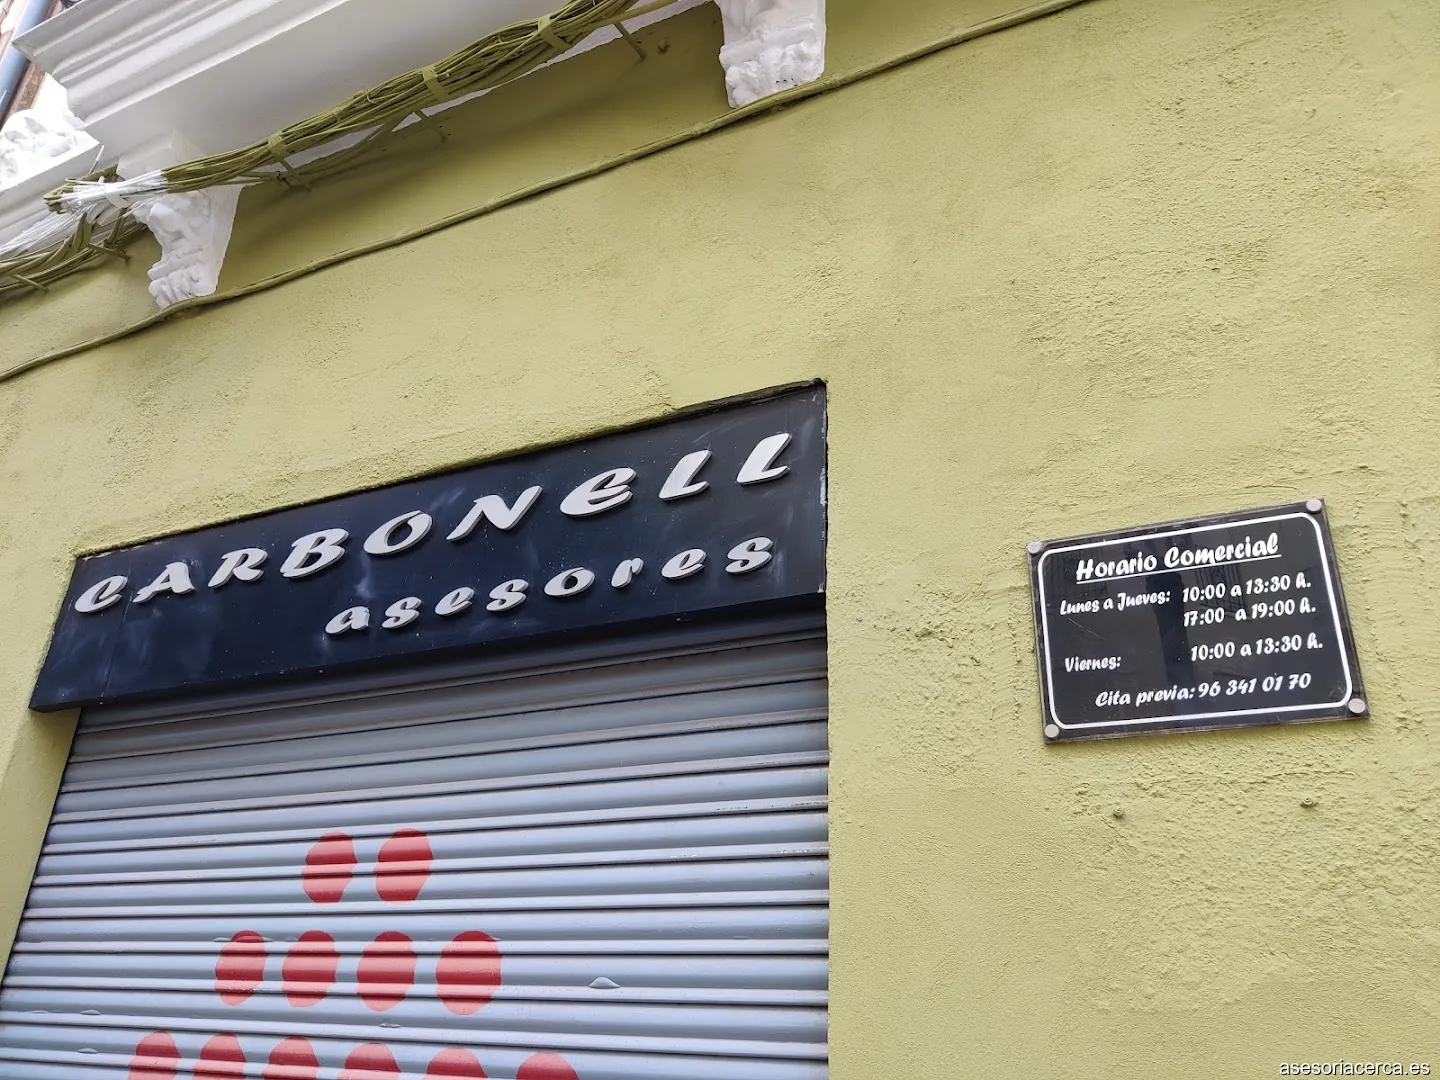 CARBONELL
asesores
Horario Comercial
Lunes a Jueves: 10:00 a 13:30 h.
17:00 a 19:00 h.
Viernes: 10:00 a 13:30 h.
Cita previa: 96 341 01 70
asesoriacerca.es